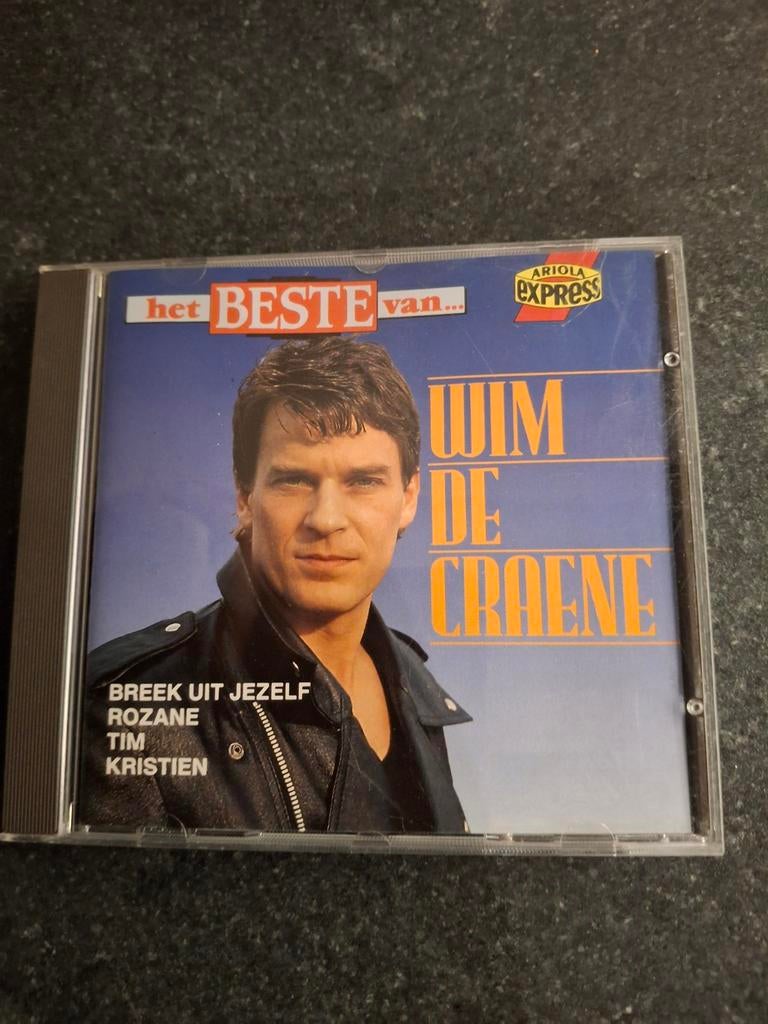 het BESTE van...
ARIOLA
EXPRESS
WIM
DE
CRAENE
BREEK UIT JEZELF
ROZANE
TIM
KRISTIEN